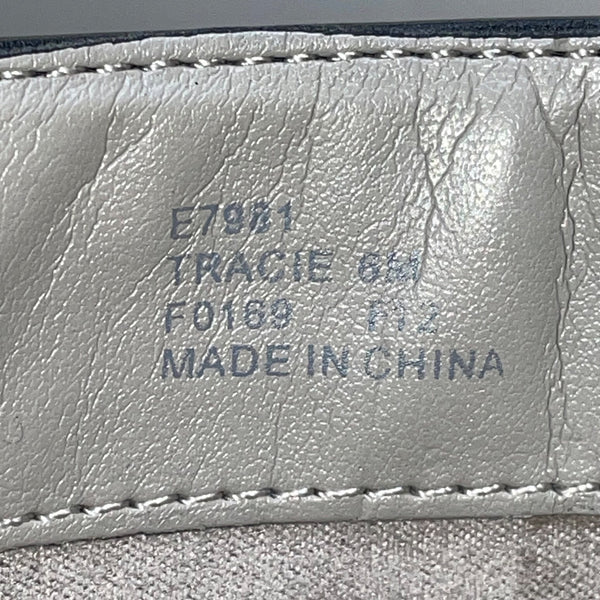 E7981
TRACIE 6M
F0169 F12
MADE IN CHINA